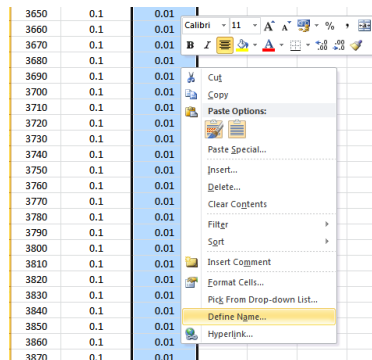 3650 0.1 0.01
3660 0.1 Calibri 11 A A % ,
3670 0.1 B I A .00 .0
3680 0.1 0.01
3690 0.1 0.01 Cut
3700 0.1 0.01 Copy
3710 0.1 0.01 Paste Options:
3720 0.1 0.01
3730 0.1 0.01
3740 0.1 0.01 Paste Special...
3750 0.1 0.01 Insert...
3760 0.1 0.01 Delete...
3770 0.1 0.01 Clear Contents
3780 0.1 0.01 Filter
3790 0.1 0.01 Sort
3800 0.1 0.01
3810 0.1 0.01 Insert Comment
3820 0.1 0.01 Format Cells...
3830 0.1 0.01 Pick From Drop-down List...
3840 0.1 0.01 Define Name...
3850 0.1 0.01 Hyperlink...
3860 0.1 0.01
3870 0.1 0.01